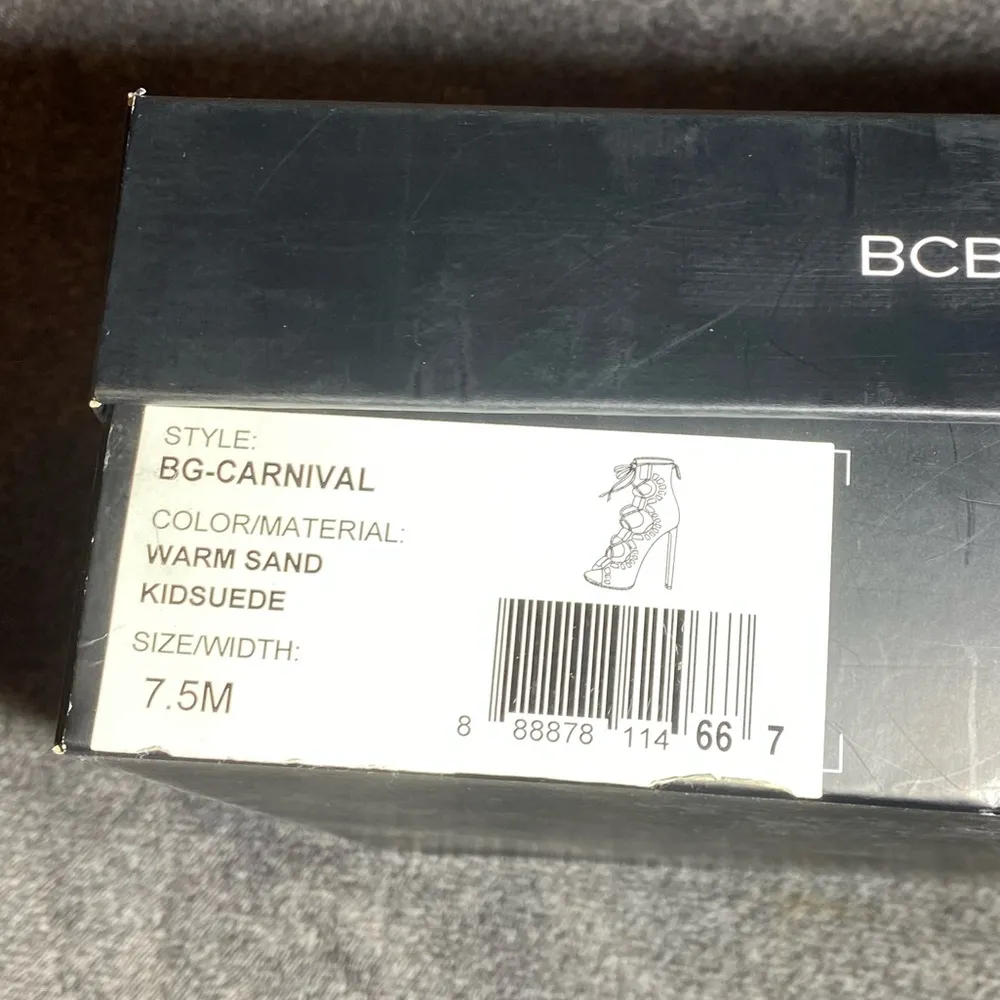 BCB
STYLE:
BG-CARNIVAL
COLOR/MATERIAL:
WARM SAND
KIDSUEDE
SIZE/WIDTH:
7.5M
8 88878 114 66 7